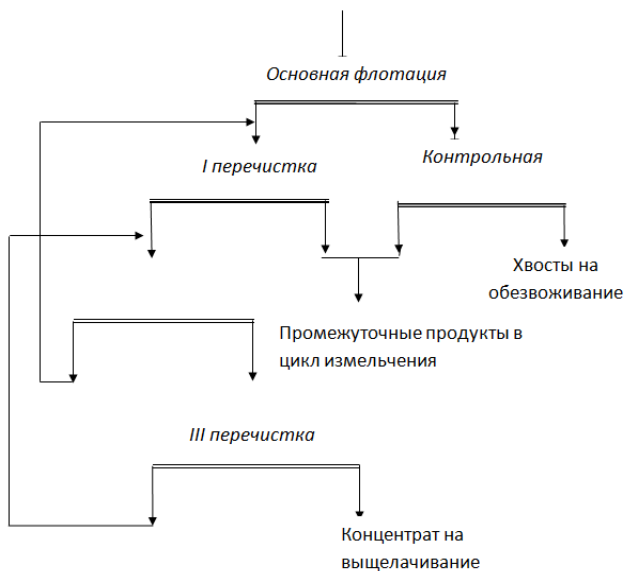 Основная флотация
I перечистка
Контрольная
Хвосты на
обезвоживание
Промежуточные продукты в
цикл измельчения
III перечистка
Концентрат на
выщелачивание